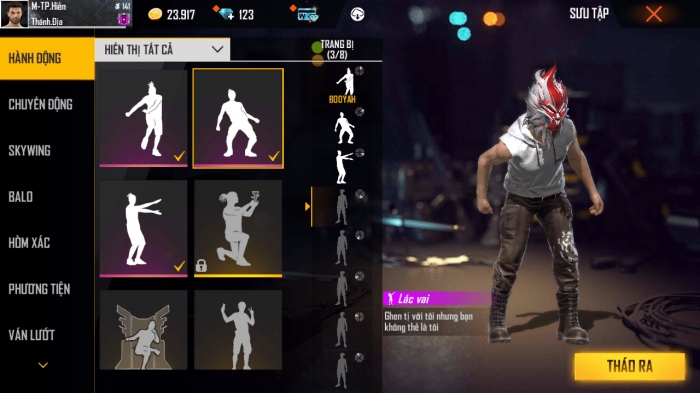 M-TP.Hiên
# 141
Thánh.Địa
23.917
123
SƯU TẬP
HÀNH ĐỘNG
CHUYỂN ĐỘNG
SKYWING
BALO
HÒM XÁC
PHƯƠNG TIỆN
VÁN LƯỚT
HIỂN THỊ TẤT CẢ
TRANG BỊ
(3/8)
BOOYAH
Lắc vai
Ghen tị với tôi nhưng bạn
không thể là tôi
THÁO RA